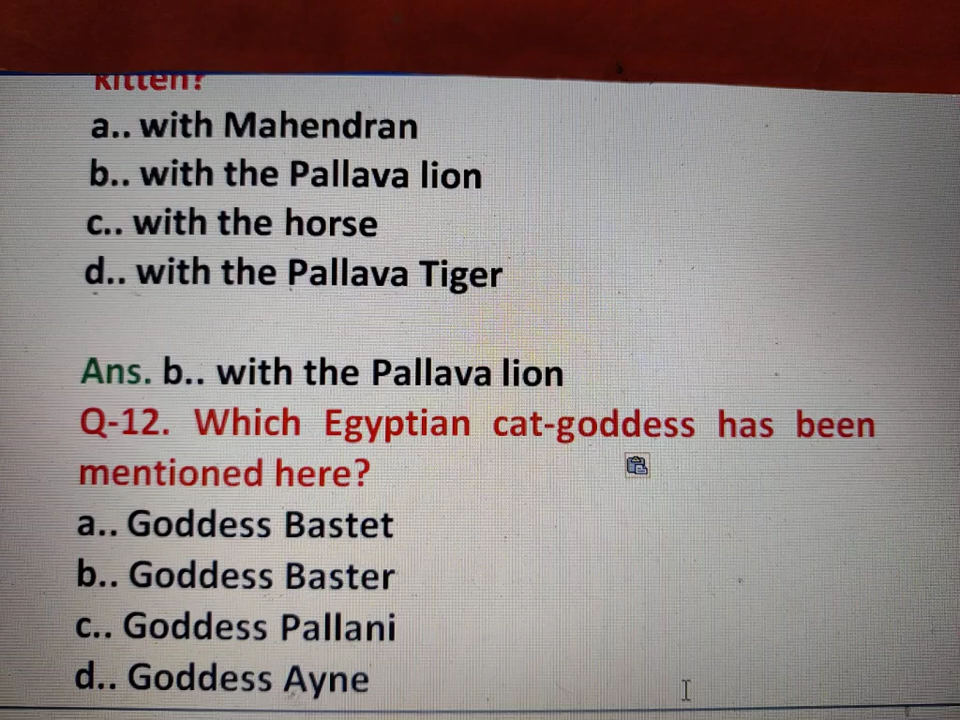 kitten?
a.. with Mahendran
b.. with the Pallava lion
c.. with the horse
d.. with the Pallava Tiger
Ans. b.. with the Pallava lion
Q-12. Which Egyptian cat-goddess has been
mentioned here?
a.. Goddess Bastet
b.. Goddess Baster
c.. Goddess Pallani
d.. Goddess Ayne